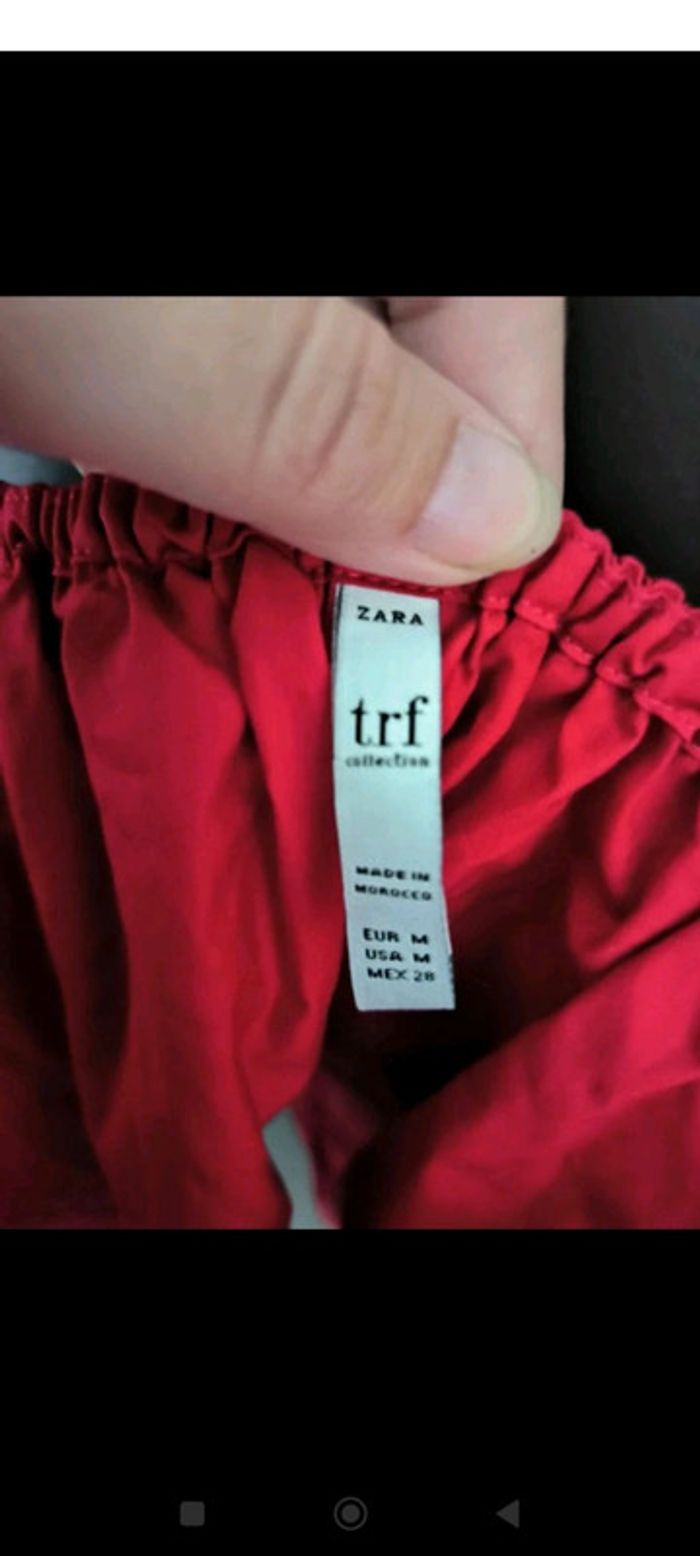 ZARA
trf
collection
MADE IN
MOROCCO
EUR M
USA M
MEX 28